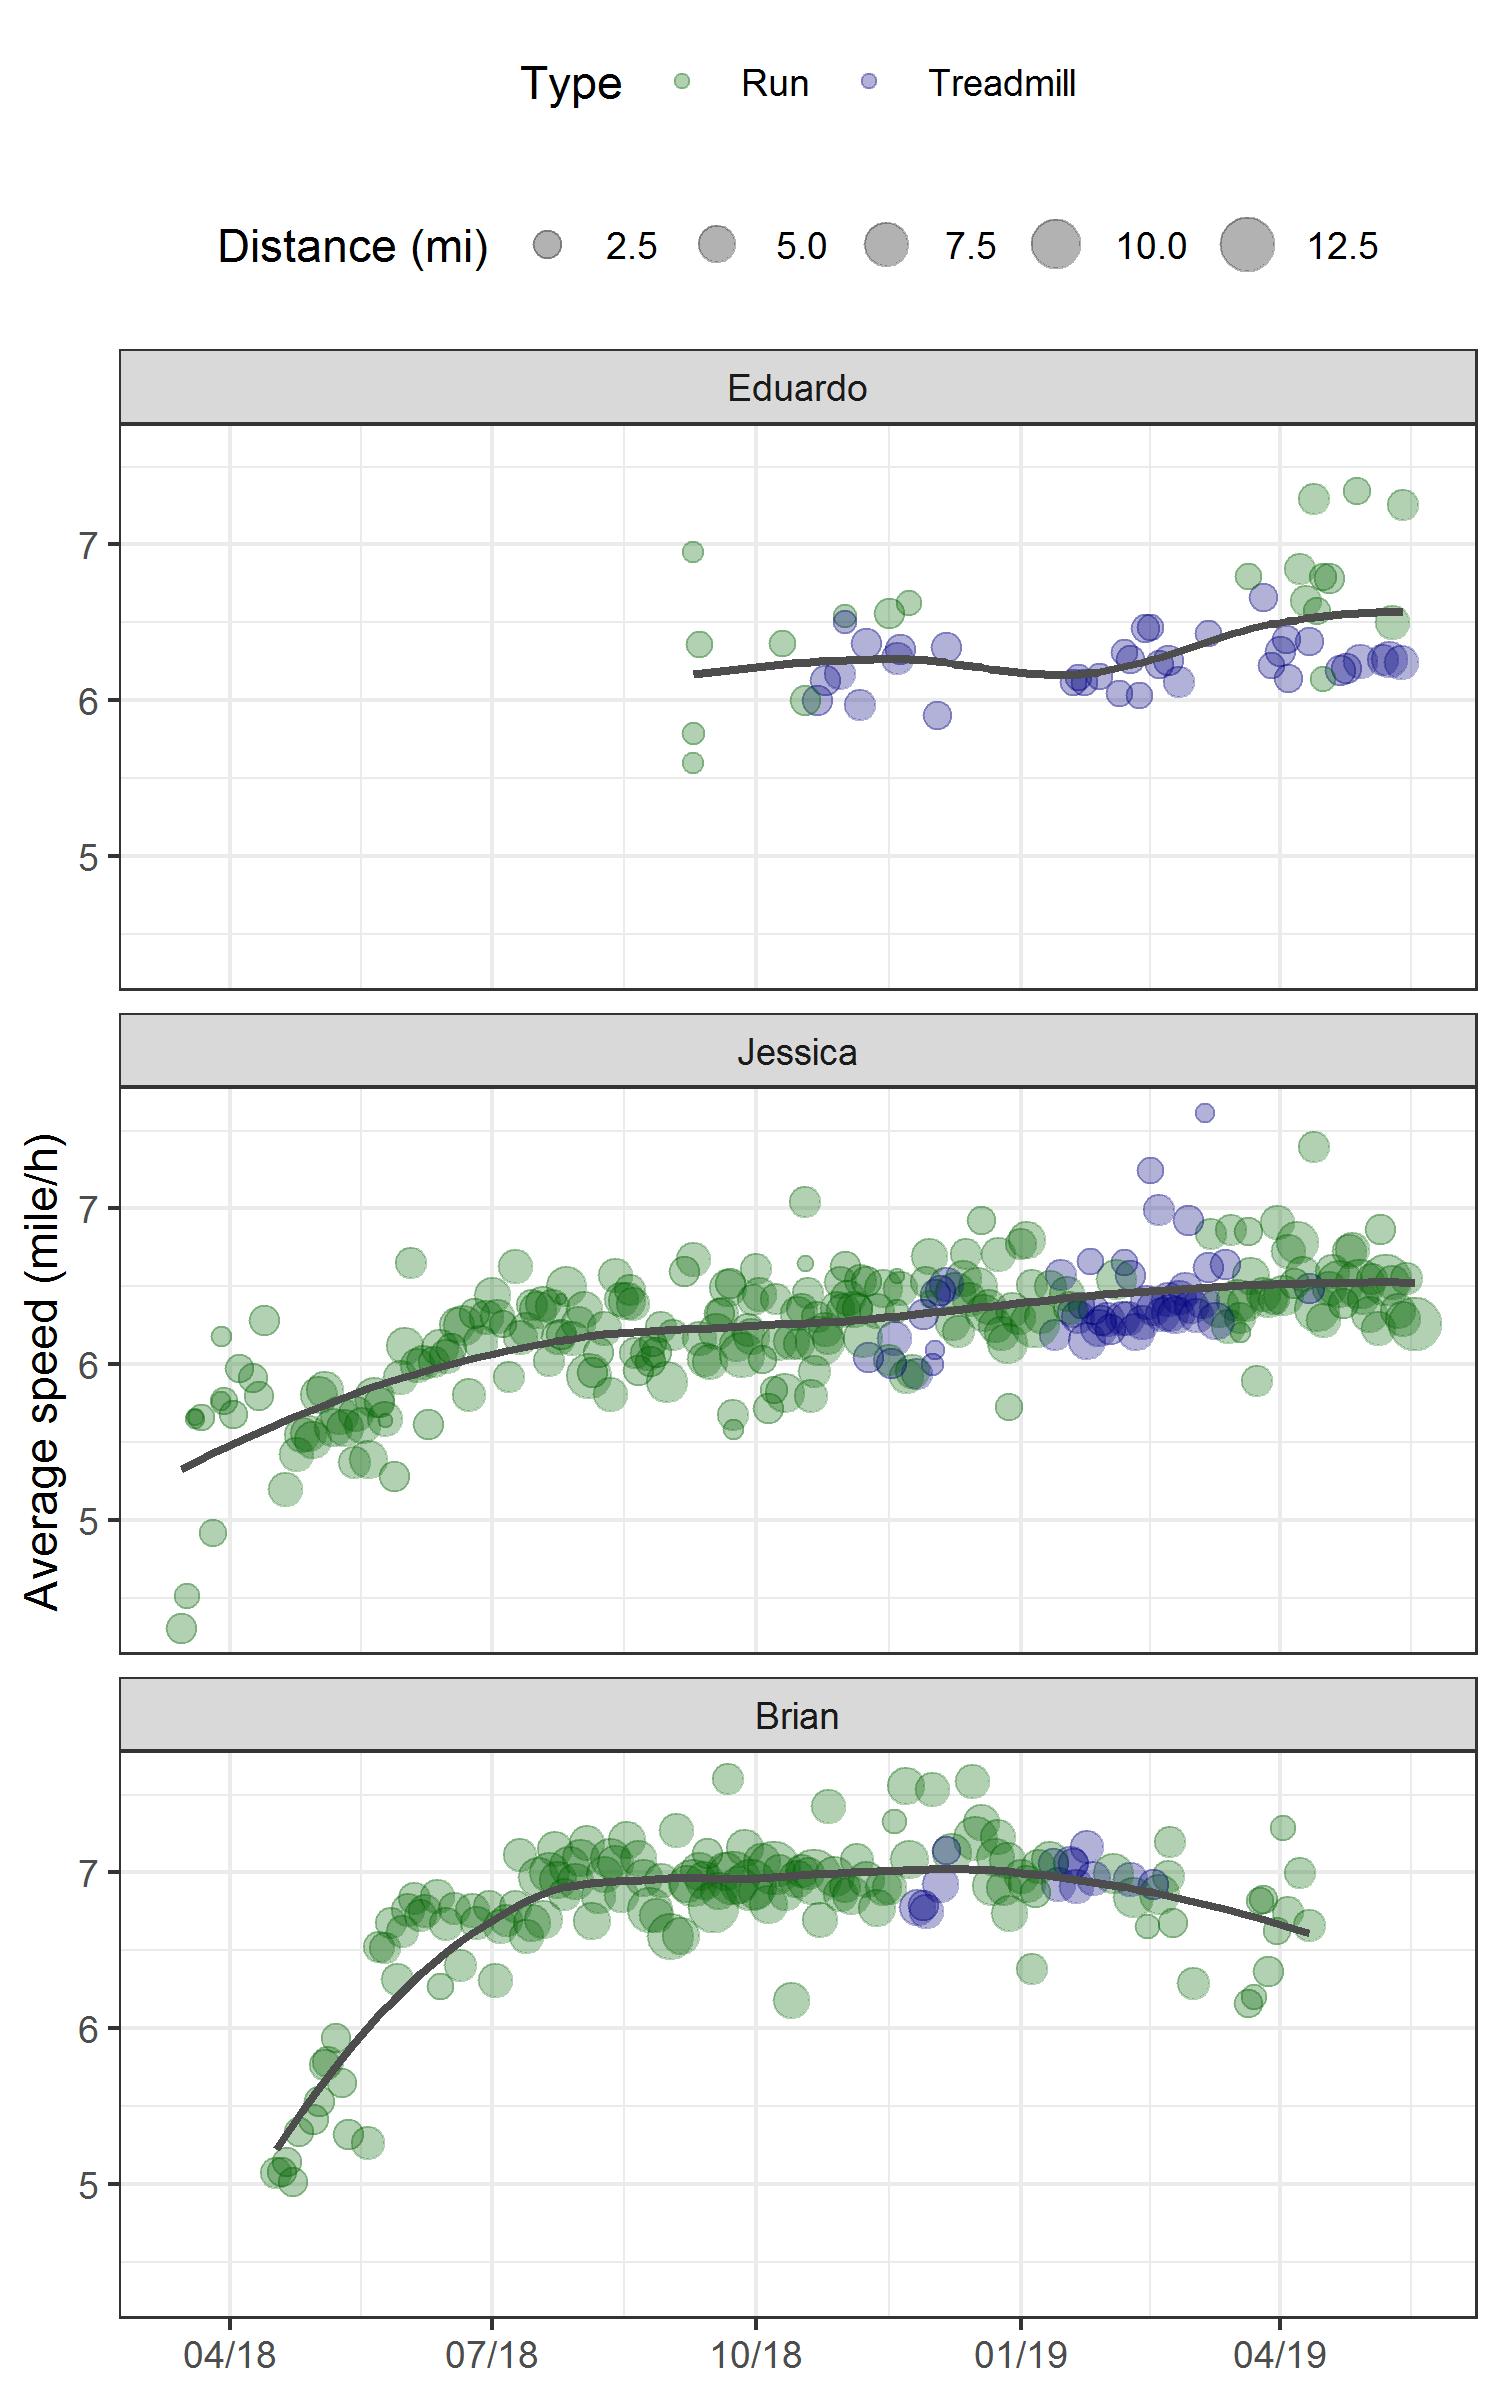 Type Run Treadmill
Distance (mi) 2.5 5.0 7.5 10.0 12.5
Eduardo
7
6
5
Jessica
Average speed (mile/h)
7
6
5
Brian
7
6
5
04/18 07/18 10/18 01/19 04/19